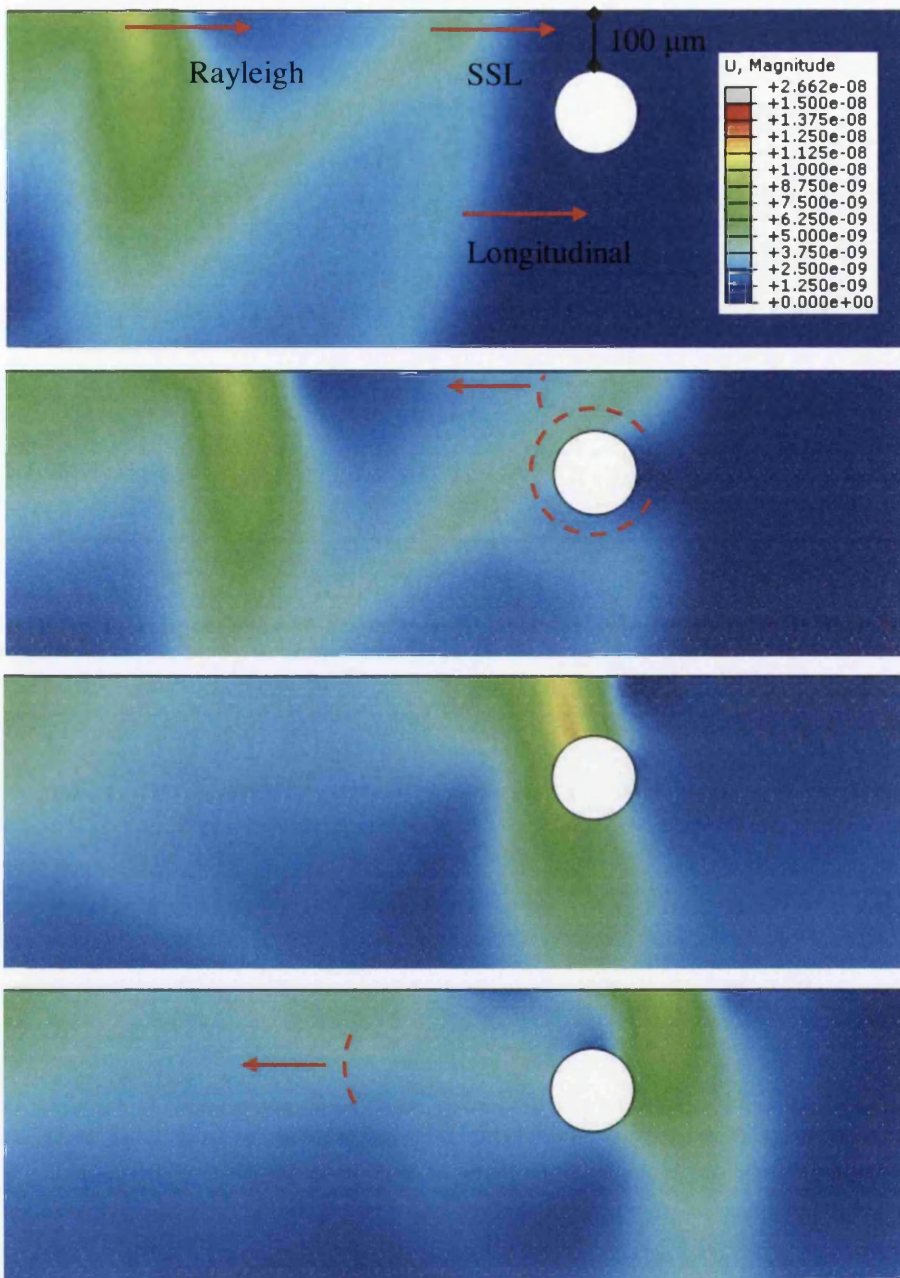 100 µm
Rayleigh
SSL
Longitudinal
U, Magnitude
+2.662e-08
+1.500e-08
+1.375e-08
+1.250e-08
+1.125e-08
+1.000e-08
+8.750e-09
+7.500e-09
+6.250e-09
+5.000e-09
+3.750e-09
+2.500e-09
+1.250e-09
+0.000e+00